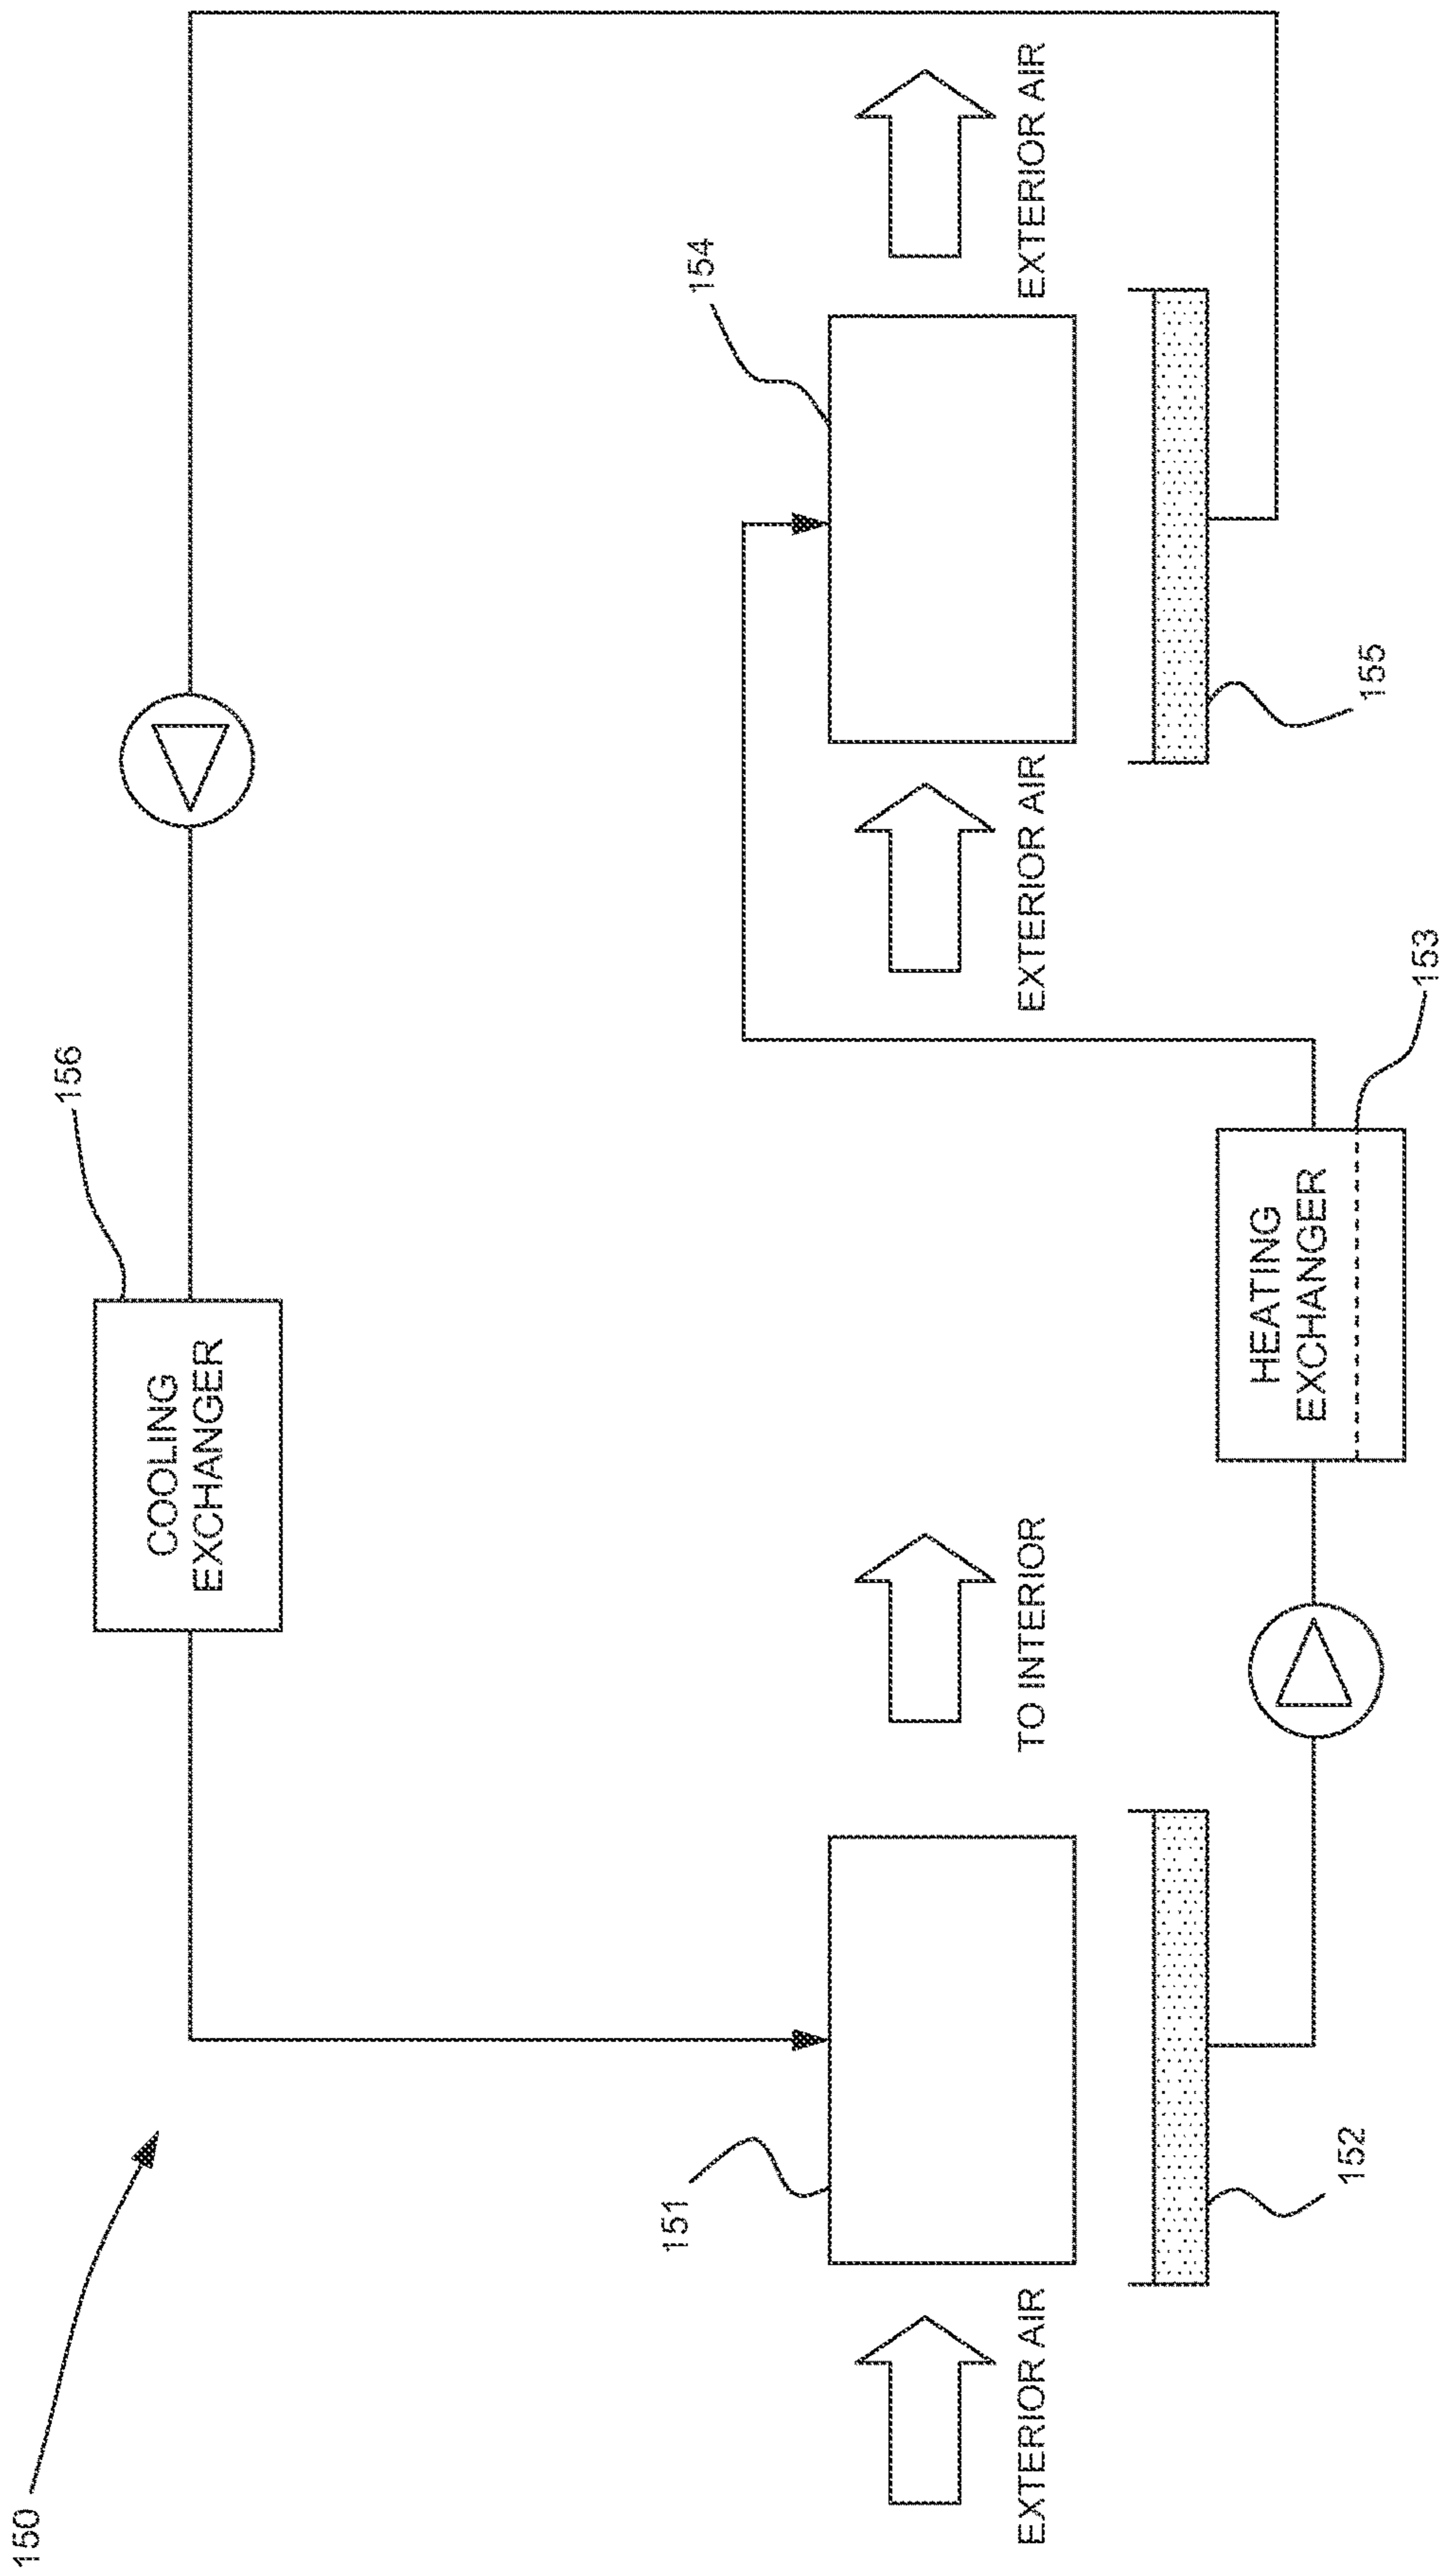 150
COOLING
EXCHANGER
156
151
154
EXTERIOR AIR
TO INTERIOR
EXTERIOR AIR
EXTERIOR AIR
152
HEATING
EXCHANGER
153
155